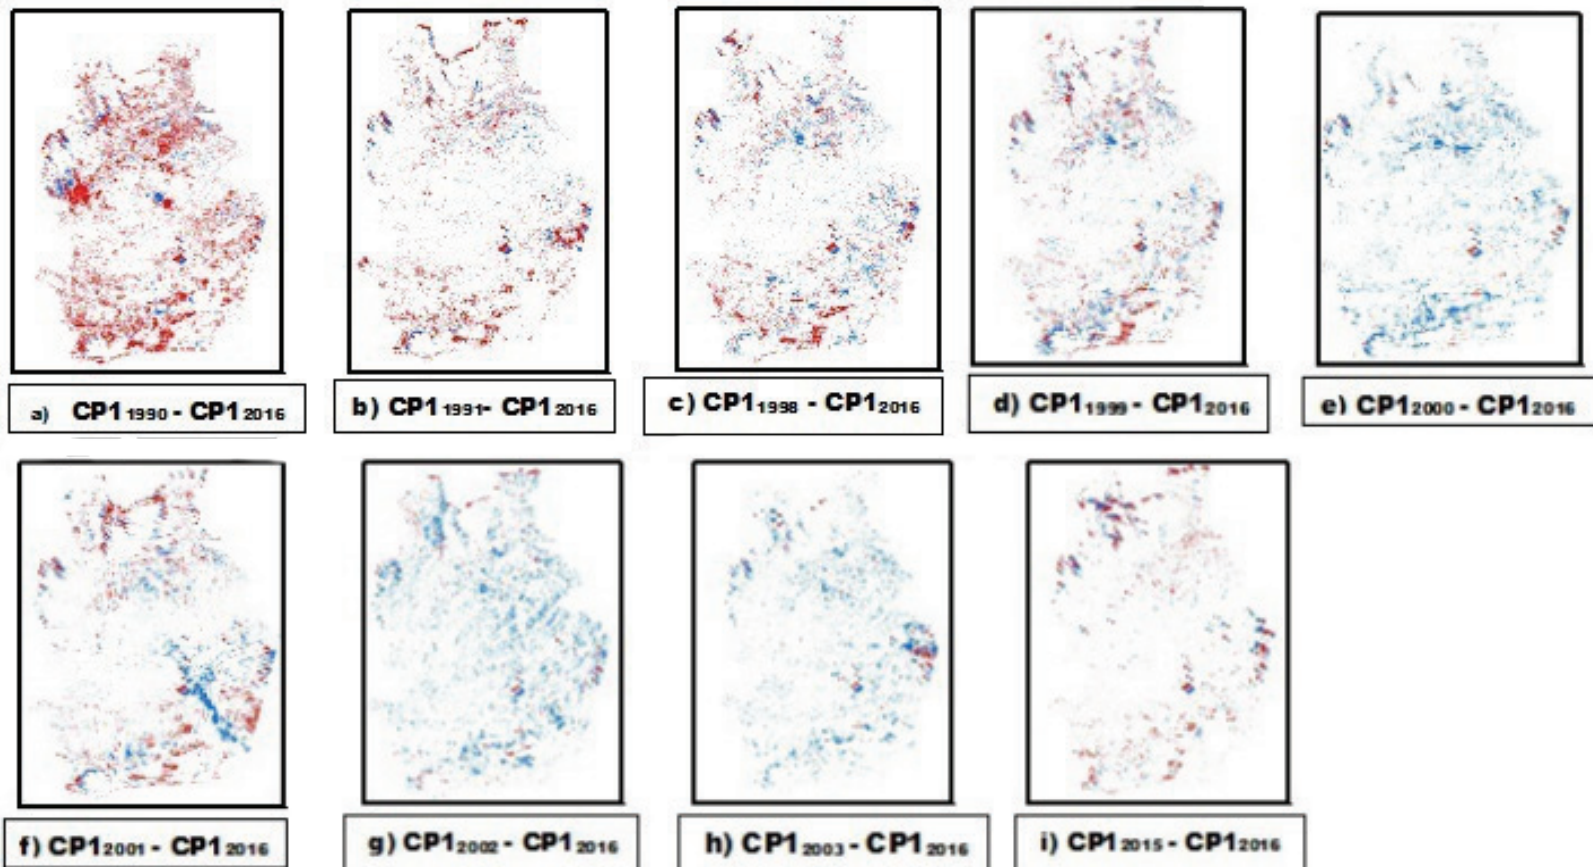 a) CP1 1990 - CP1 2016
b) CP1 1991- CP1 2016
c) CP1 1998 - CP1 2016
d) CP1 1999 - CP1 2016
e) CP1 2000 - CP1 2016
f) CP1 2001 - CP1 2016
g) CP1 2002 - CP1 2016
h) CP1 2003 - CP1 2016
i) CP1 2015 - CP1 2016